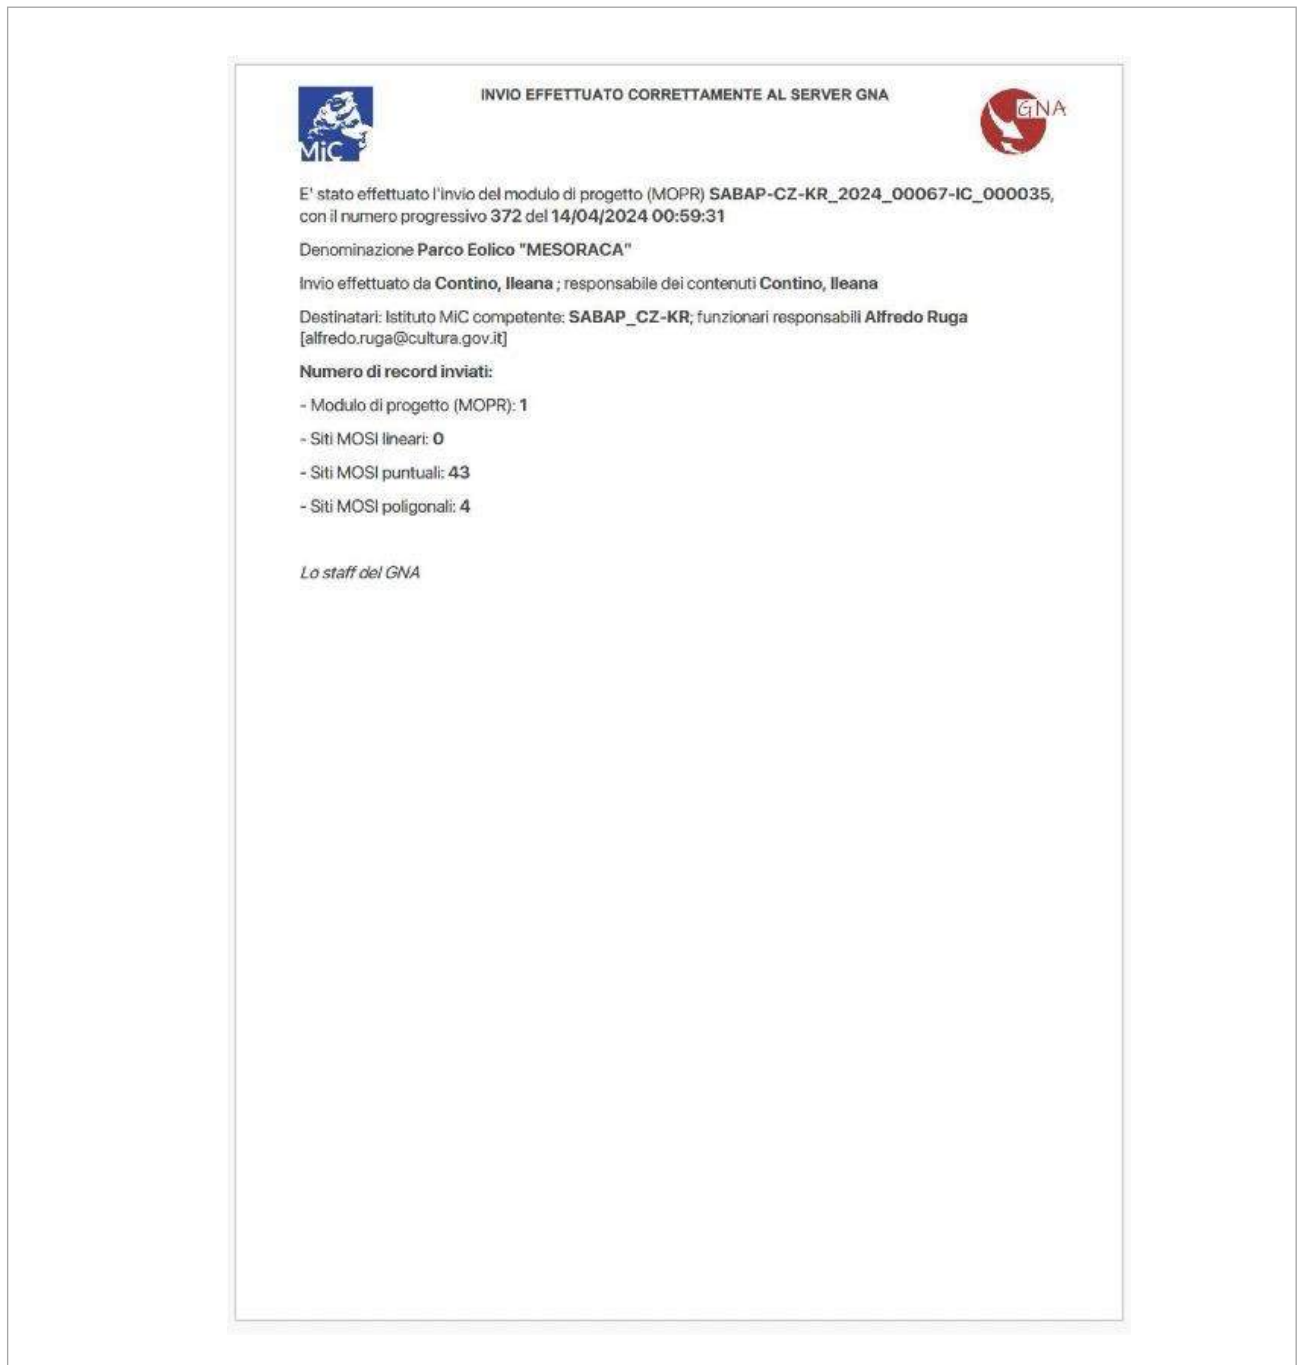 INVIO EFFETTUATO CORRETTAMENTE AL SERVER GNA
MiC
GNA
E' stato effettuato l'invio del modulo di progetto (MOPR) SABAP-CZ-KR_2024_00067-IC_000035,
con il numero progressivo 372 del 14/04/2024 00:59:31
Denominazione Parco Eolico "MESORACA"
Invio effettuato da Contino, Ileana ; responsabile dei contenuti Contino, Ileana
Destinatari: Istituto MiC competente: SABAP_CZ-KR; funzionari responsabili Alfredo Ruga
[alfredo.ruga@cultura.gov.it]
Numero di record inviati:
- Modulo di progetto (MOPR): 1
- Siti MOSI lineari: 0
- Siti MOSI puntuali: 43
- Siti MOSI poligonali: 4
Lo staff del GNA